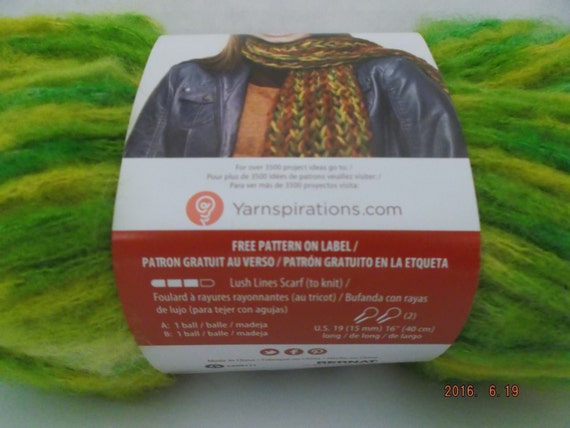 For over 3500 project ideas go to: /
Pour plus de 3500 idées de patrons veuillez visiter: /
Para ver más de 3500 proyectos visita:
Yarnspirations.com
FREE PATTERN ON LABEL /
PATRON GRATUIT AU VERSO / PATRÓN GRATUITO EN LA ETIQUETA
Lush Lines Scarf (to knit) /
Foulard à rayures rayonnantes (au tricot) / Bufanda con rayas
de lujo (para tejer con agujas)
(2)
A: 1 ball / balle / madeja
B: 1 ball / balle / madeja
U.S. 19 (15 mm) 16" (40 cm)
long / de long / de largo
BERNAT
2016. 6.19